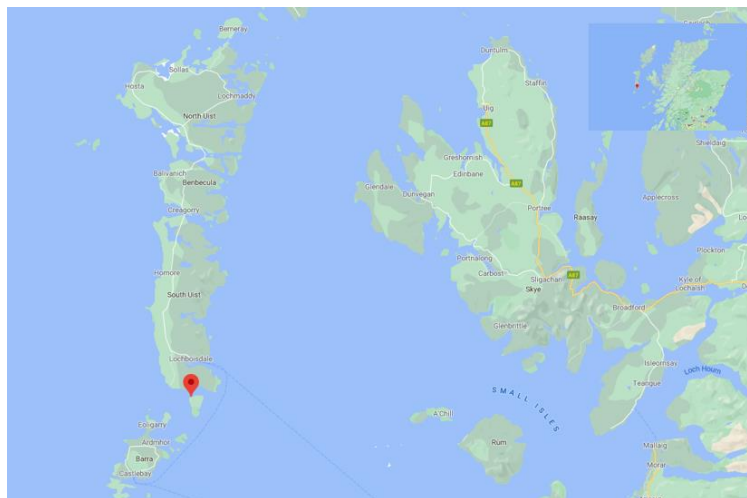 Berneray
Duntulm
Sollas
Staffin
Hosta
Lochmaddy
Uig
North Uist
A87
Shieldaig
Greshornish
Balivanich
Edinbane
Benbecula
A87
Glendale
Dunvegan
Applecross
Creagorry
Portree
Raasay
Plockton
Portnalong
Howmore
Carbost
Sligachan
A87
Kyle of
Lochalsh
Skye
South Uist
Broadford
Glenbrittle
Lochboisdale
Isleornsay
Loch Hourn
Teangue
SMALL ISLES
A Chill
Eoligarry
Ardmhor
Rum
Mallaig
Barra
Morar
Castlebay